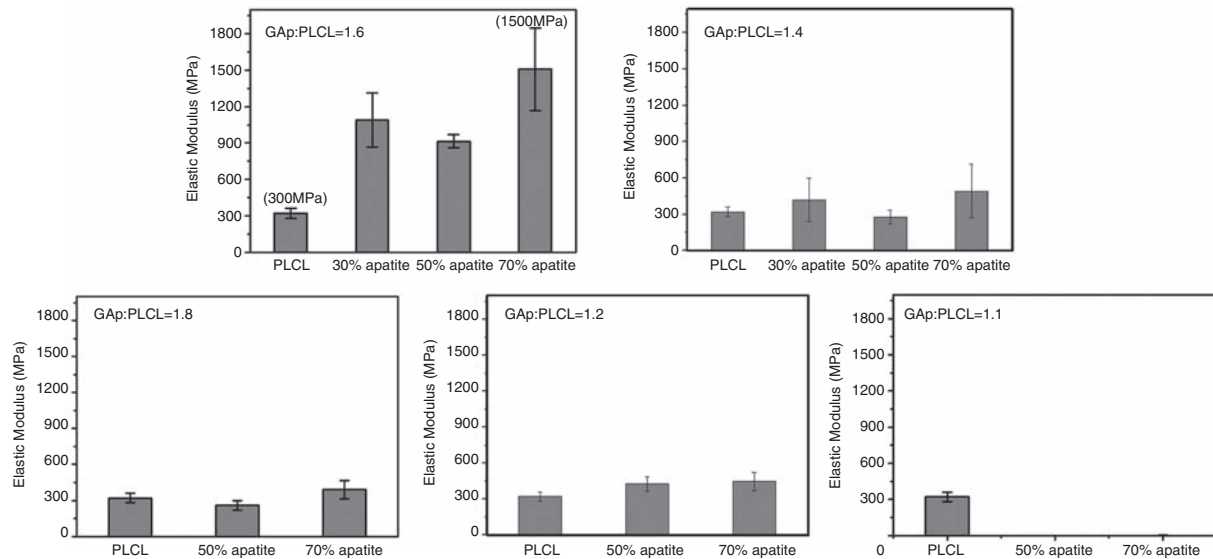 GAp:PLCL=1.6
(1500MPa)
(300MPa)
Elastic Modulus (MPa)
1800
1500
1200
900
600
300
0
PLCL 30% apatite 50% apatite 70% apatite
GAp:PLCL=1.4
Elastic Modulus (MPa)
1800
1500
1200
900
600
300
0
PLCL 30% apatite 50% apatite 70% apatite
GAp:PLCL=1.8
Elastic Modulus (MPa)
1800
1500
1200
900
600
300
0
PLCL 50% apatite 70% apatite
GAp:PLCL=1.2
Elastic Modulus (MPa)
1800
1500
1200
900
600
300
0
PLCL 50% apatite 70% apatite
GAp:PLCL=1.1
Elastic Modulus (MPa)
1800
1500
1200
900
600
300
0
PLCL 50% apatite 70% apatite